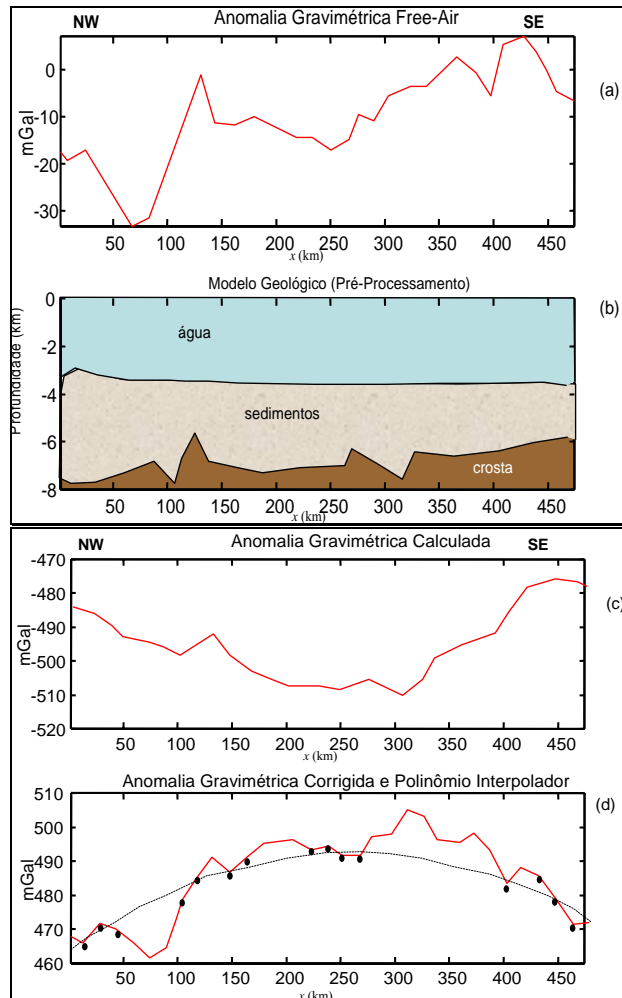 Anomalia Gravimétrica Free-Air
NW
SE
(a)
mGal
0
-10
-20
-30
50 100 150 200 250 300 350 400 450
x (km)
Modelo Geológico (Pré-Processamento)
(b)
Profundidade (km)
0
-2
-4
-6
-8
água
sedimentos
crosta
50 100 150 200 250 300 350 400 450
x (km)
Anomalia Gravimétrica Calculada
NW
SE
(c)
mGal
-470
-480
-490
-500
-510
-520
50 100 150 200 250 300 350 400 450
x (km)
Anomalia Gravimétrica Corrigida e Polinômio Interpolador
(d)
mGal
510
500
490
480
470
460
50 100 150 200 250 300 350 400 450
x (km)